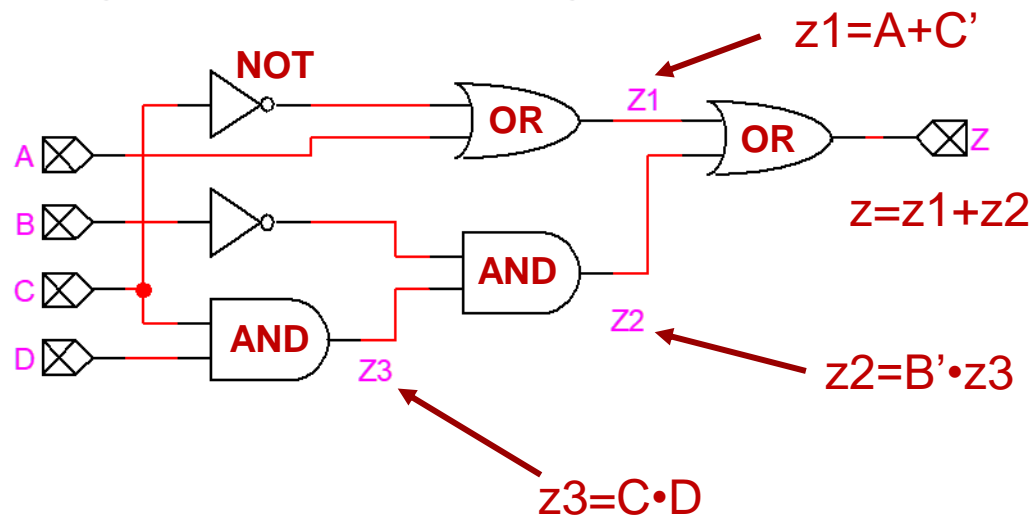 z1=A+C’
NOT
Z1
OR
OR
A
Z
B
z=z1+z2
AND
C
Z2
AND
D
Z3
z2=B’•z3
z3=C•D